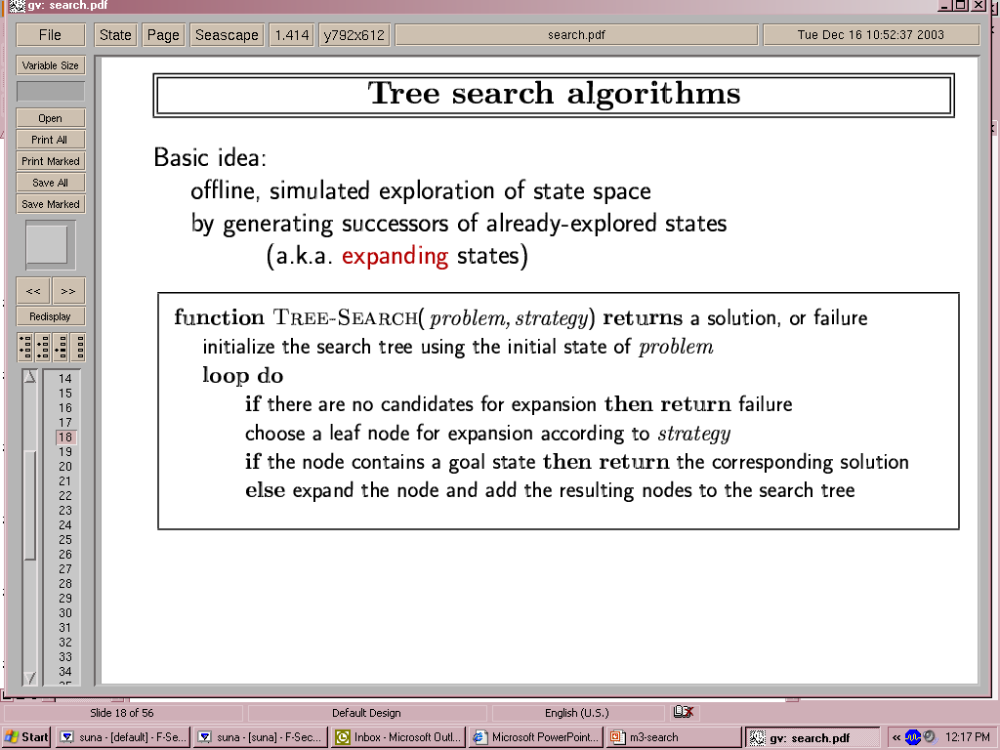 gv: search.pdf
File State Page Seascape 1.414 y792x612 search.pdf Tue Dec 16 10:52:37 2003
Variable Size
Open
Print All
Print Marked
Save All
Save Marked
<< >>
Redisplay
14
15
16
17
18
19
20
21
22
23
24
25
26
27
28
29
30
31
32
33
34
Tree search algorithms
Basic idea:
offline, simulated exploration of state space
by generating successors of already-explored states
(a.k.a. expanding states)
function TREE-SEARCH( problem, strategy) returns a solution, or failure
initialize the search tree using the initial state of problem
loop do
if there are no candidates for expansion then return failure
choose a leaf node for expansion according to strategy
if the node contains a goal state then return the corresponding solution
else expand the node and add the resulting nodes to the search tree
Slide 18 of 56 Default Design English (U.S.)
Start suna - [default] - F-Se... suna - [suna] - F-Sec... Inbox - Microsoft Outl... Microsoft PowerPoint... m3-search gv: search.pdf « 12:17 PM